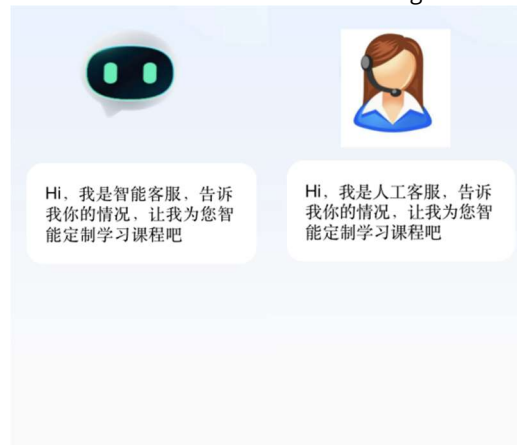 Hi，我是智能客服，告诉
我你的情况，让我为您智
能定制学习课程吧
Hi，我是人工客服，告诉
我你的情况，让我为您智
能定制学习课程吧